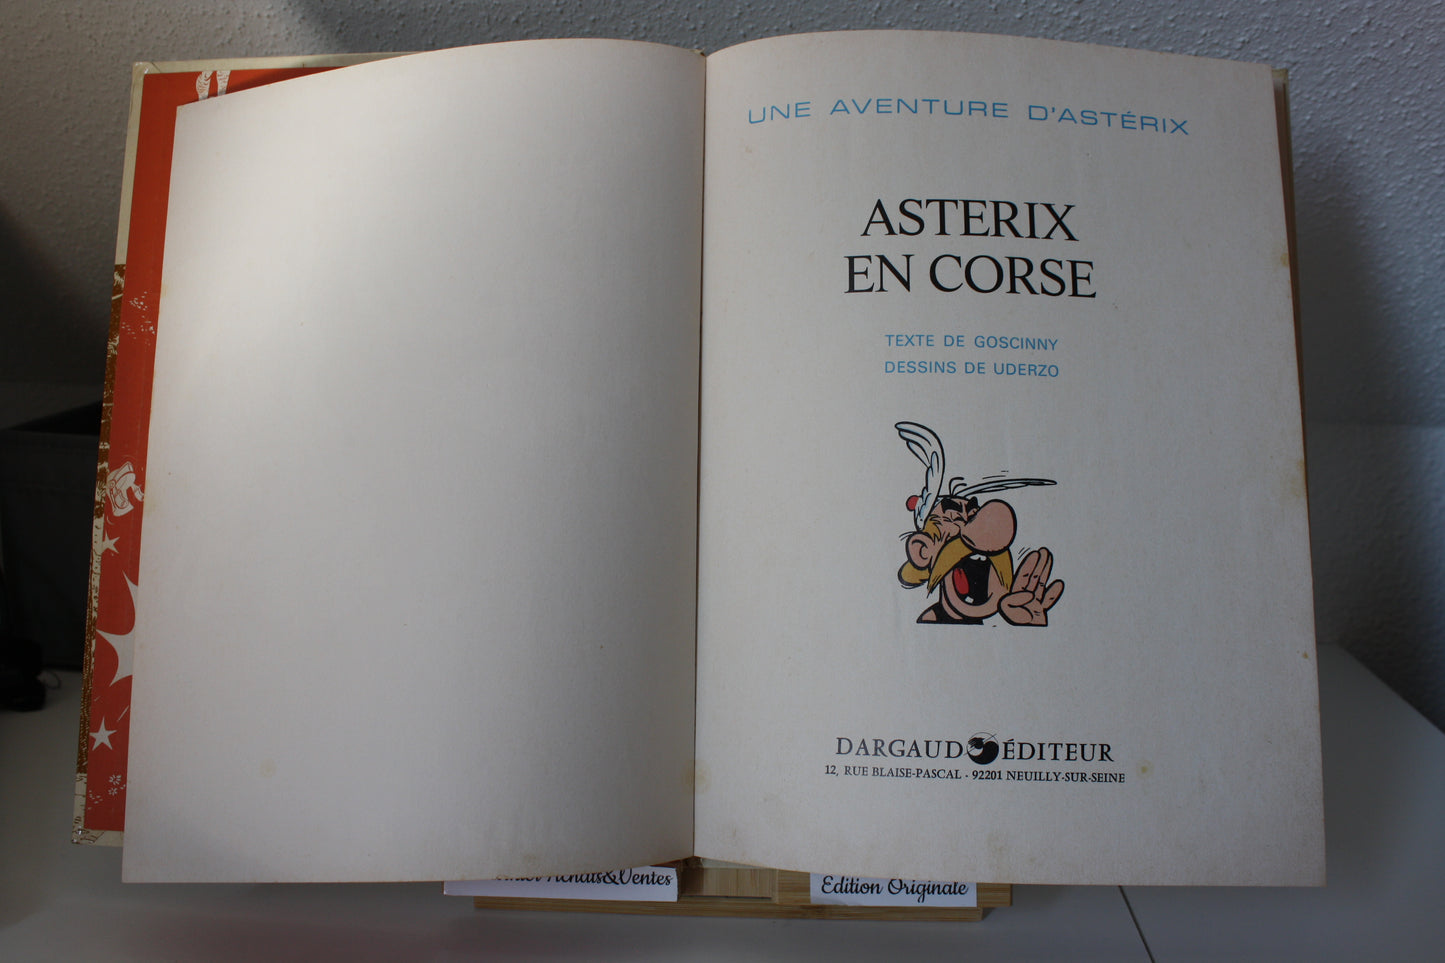 UNE AVENTURE D'ASTÉRIX
ASTERIX
EN CORSE
TEXTE DE GOSCINNY
DESSINS DE UDERZO
DARGAUD ÉDITEUR
12, RUE BLAISE-PASCAL - 92201 NEUILLY-SUR-SEINE
Achats&Ventes
Edition Originale